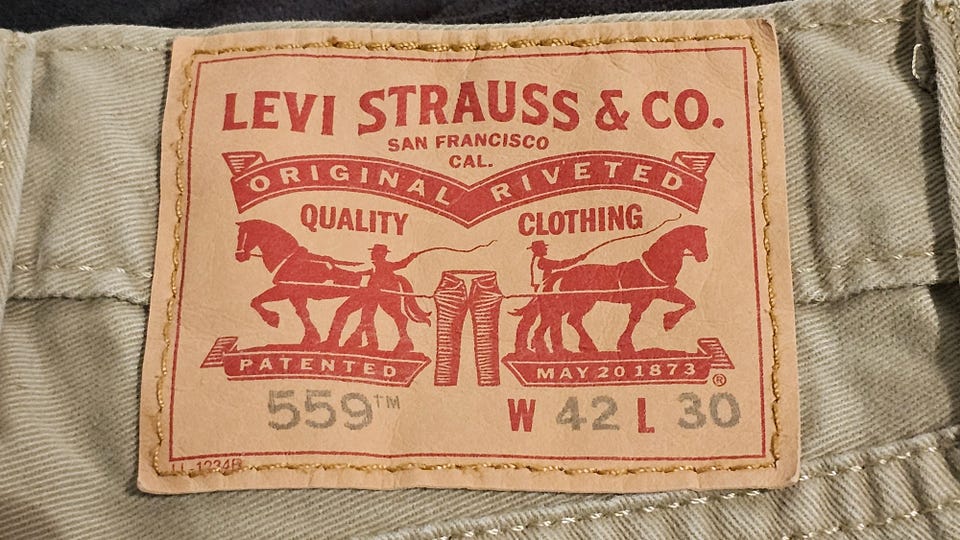 LEVI STRAUSS & CO.
SAN FRANCISCO
CAL.
ORIGINAL RIVETED
QUALITY CLOTHING
PATENTED MAY 20 1873 ®
559™ W 42 L 30